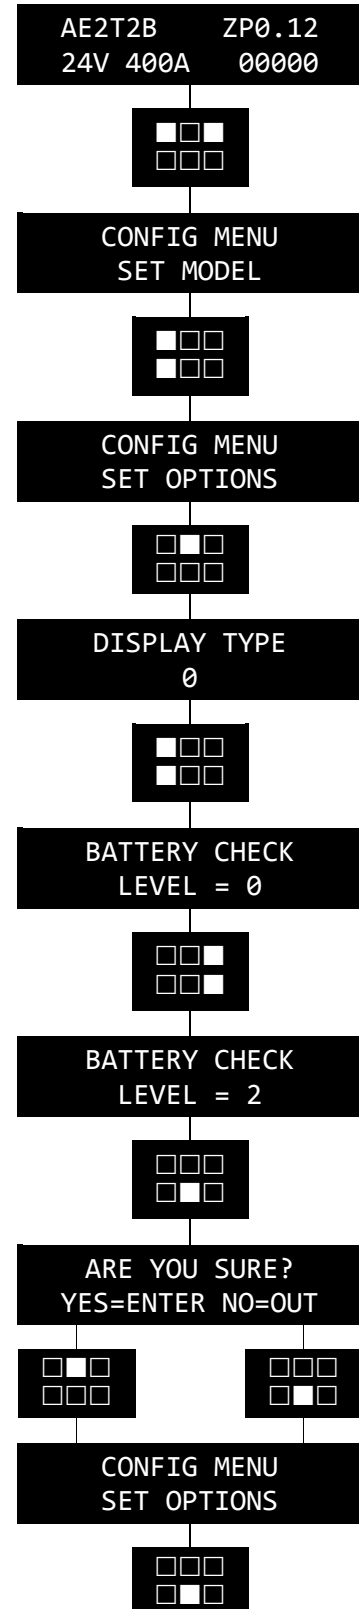 AE2T2B ZP0.12
24V 400A 00000
CONFIG MENU
SET MODEL
CONFIG MENU
SET OPTIONS
DISPLAY TYPE
0
BATTERY CHECK
LEVEL = 0
BATTERY CHECK
LEVEL = 2
ARE YOU SURE?
YES=ENTER NO=OUT
CONFIG MENU
SET OPTIONS